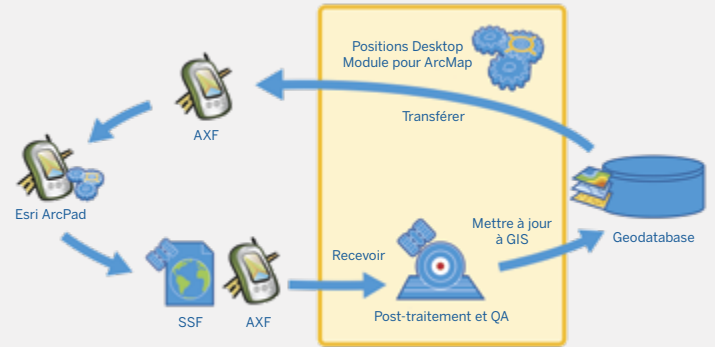 Positions Desktop
Module pour ArcMap
Transférer
AXF
Esri ArcPad
Geodatabase
Mettre à jour
à GIS
Recevoir
SSF
AXF
Post-traitement et QA